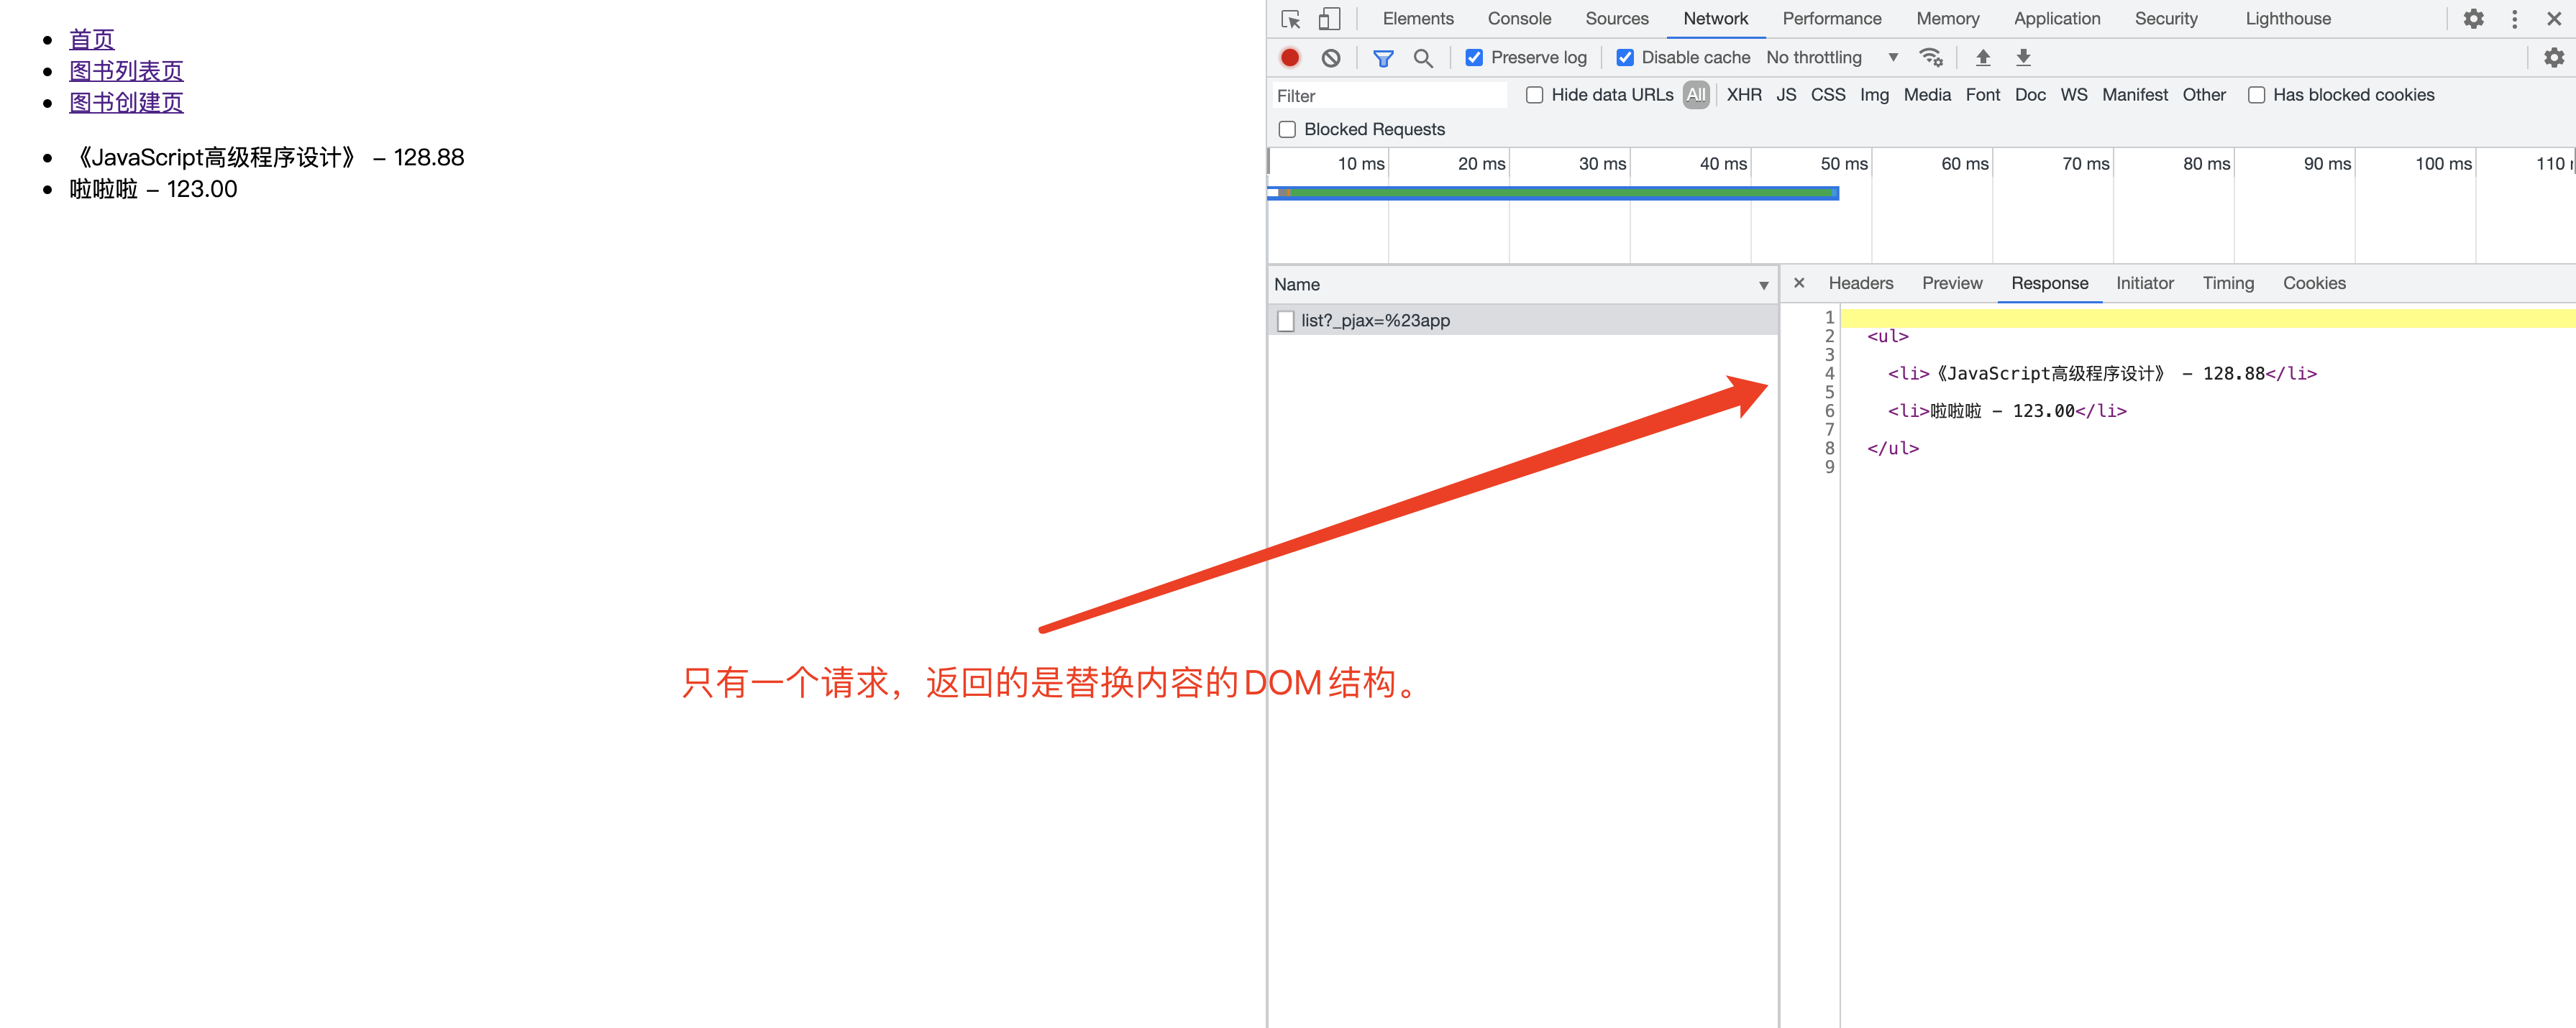 首页
图书列表页
图书创建页
《JavaScript高级程序设计》 – 128.88
啦啦啦 – 123.00
Elements Console Sources Network Performance Memory Application Security Lighthouse
Preserve log Disable cache No throttling
Filter Hide data URLs All XHR JS CSS Img Media Font Doc WS Manifest Other Has blocked cookies
Blocked Requests
10 ms 20 ms 30 ms 40 ms 50 ms 60 ms 70 ms 80 ms 90 ms 100 ms 110
Name
list?_pjax=%23app
Headers Preview Response Initiator Timing Cookies
1
2 <ul>
3
4 <li>《JavaScript高级程序设计》 – 128.88</li>
5
6 <li>啦啦啦 – 123.00</li>
7
8 </ul>
9
只有一个请求，返回的是替换内容的DOM结构。